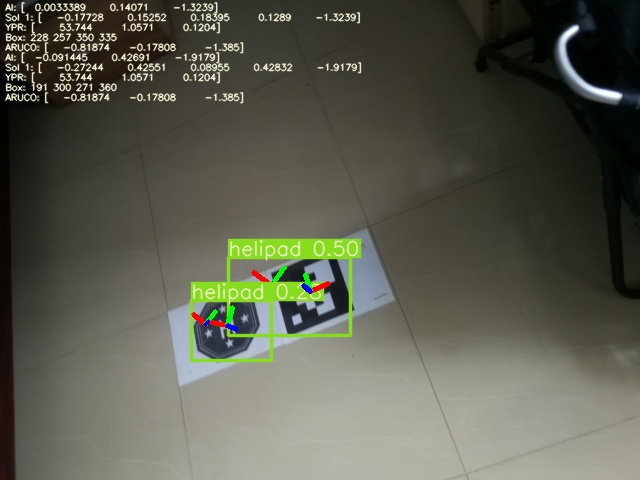 AI: [ 0.0033389 0.14071 -1.3239]
Sol 1: [ -0.17728 0.15252 0.18395 0.1289 -1.3239]
YPR: [ 53.744 1.0571 0.1204]
Box: 228 257 350 335
ARUCO: [ -0.81874 -0.17808 -1.385]
AI: [ -0.091445 0.42691 -1.9179]
Sol 1: [ -0.27244 0.42551 0.08955 0.42832 -1.9179]
YPR: [ 53.744 1.0571 0.1204]
Box: 191 300 271 360
ARUCO: [ -0.81874 -0.17808 -1.385]
helipad 0.50
helipad 0.28